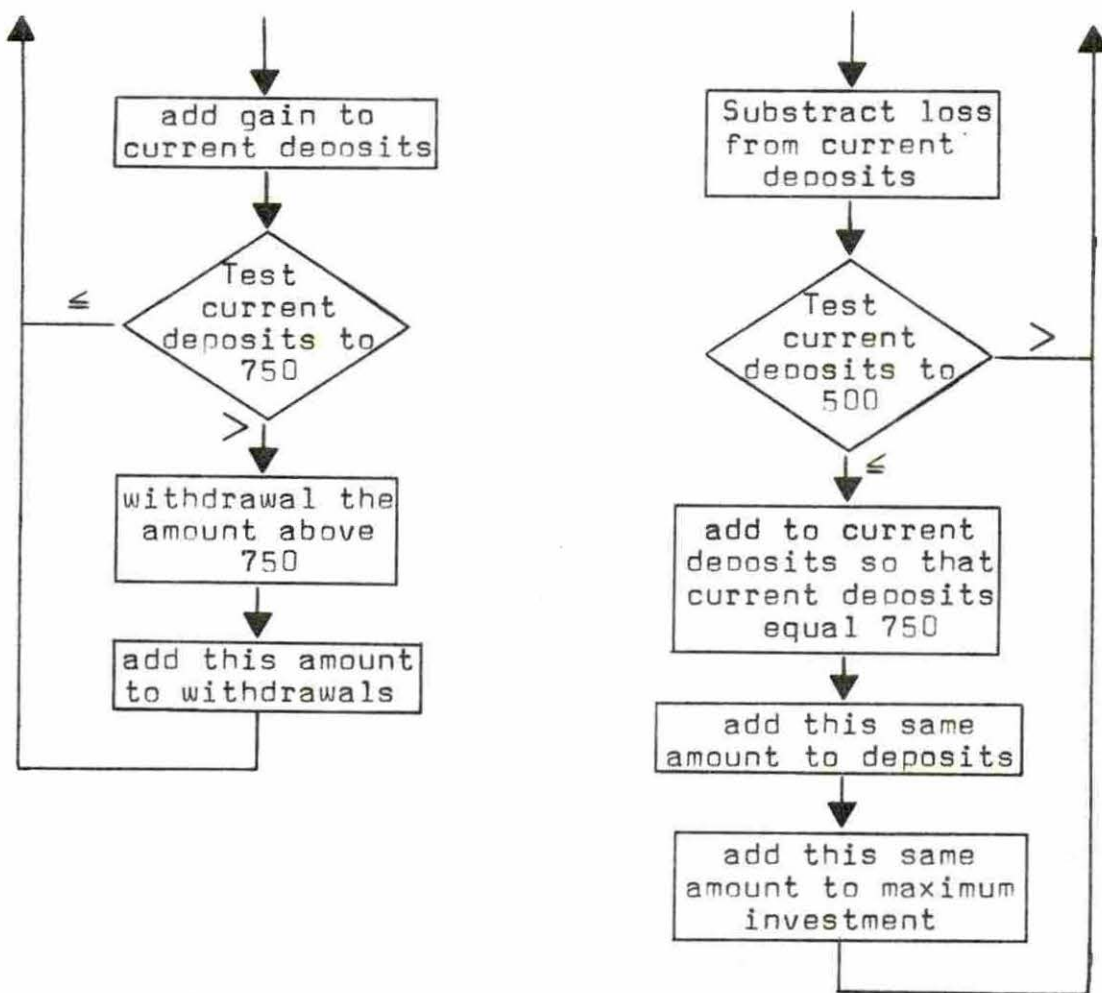 add gain to
current deposits
Test
current
deposits to
750
≤
>
withdrawal the
amount above
750
add this amount
to withdrawals
Substract loss
from current
deposits
Test
current
deposits to
500
>
≤
add to current
deposits so that
current deposits
equal 750
add this same
amount to deposits
add this same
amount to maximum
investment